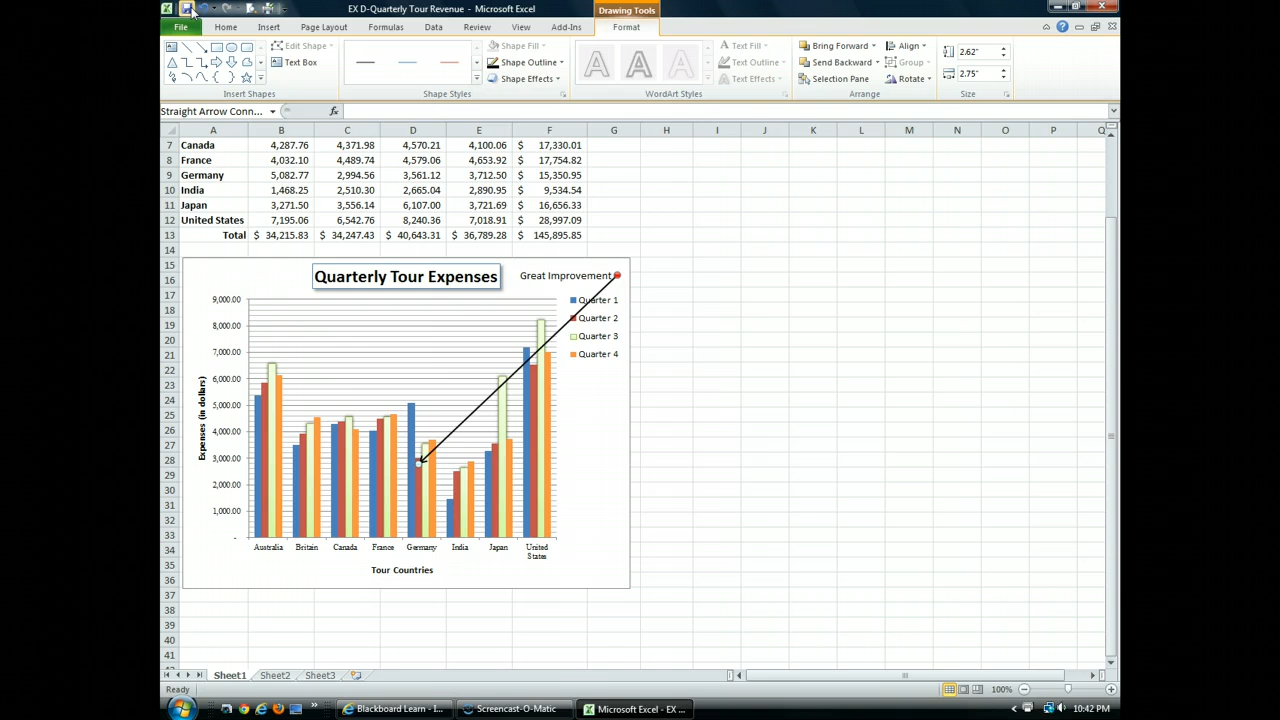 EX D-Quarterly Tour Revenue - Microsoft Excel
Drawing Tools
File Home Insert Page Layout Formulas Data Review View Add-Ins Format
Edit Shape
Text Box
Insert Shapes
Shape Fill
Shape Outline
Shape Effects
Shape Styles
A A A
Text Fill
Text Outline
Text Effects
WordArt Styles
Bring Forward
Send Backward
Selection Pane
Align
Group
Rotate
Arrange
2.62"
2.75"
Size
Straight Arrow Conn... fx
A B C D E F G H I J K L M N O P Q
7 Canada 4,287.76 4,371.98 4,570.21 4,100.06 $ 17,330.01
8 France 4,032.10 4,489.74 4,579.06 4,653.92 $ 17,754.82
9 Germany 5,082.77 2,994.56 3,561.12 3,712.50 $ 15,350.95
10 India 1,468.25 2,510.30 2,665.04 2,890.95 $ 9,534.54
11 Japan 3,271.50 3,556.14 6,107.00 3,721.69 $ 16,656.33
12 United States 7,195.06 6,542.76 8,240.36 7,018.91 $ 28,997.09
13 Total $ 34,215.83 $ 34,247.43 $ 40,643.31 $ 36,789.28 $ 145,895.85
14
15
16
17
18
19
20
21
22
23
24
25
26
27
28
29
30
31
32
33
34
35
36
37
38
39
40
41
Quarterly Tour Expenses
Great Improvement
Quarter 1
Quarter 2
Quarter 3
Quarter 4
9,000.00
8,000.00
7,000.00
6,000.00
5,000.00
4,000.00
3,000.00
2,000.00
1,000.00
-
Expenses (in dollars)
Australia Britain Canada France Germany India Japan United States
Tour Countries
Sheet1 Sheet2 Sheet3
Ready 100%
Blackboard Learn - I... Screencast-O-Matic Microsoft Excel - EX ... 10:42 PM